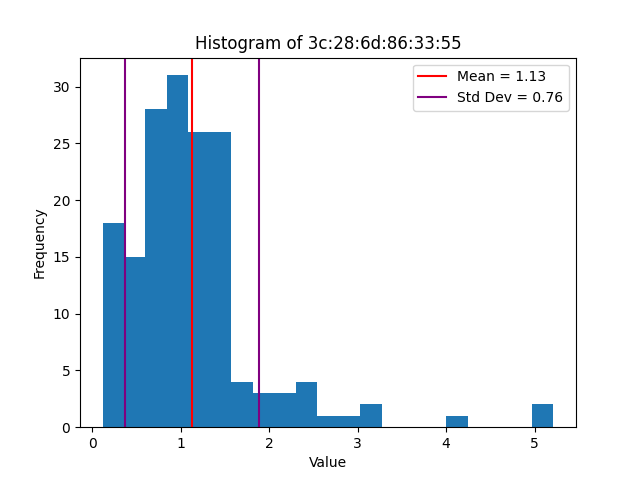 Histogram of 3c:28:6d:86:33:55
Mean = 1.13
Std Dev = 0.76
30
25
20
15
10
5
0
Frequency
0 1 2 3 4 5
Value